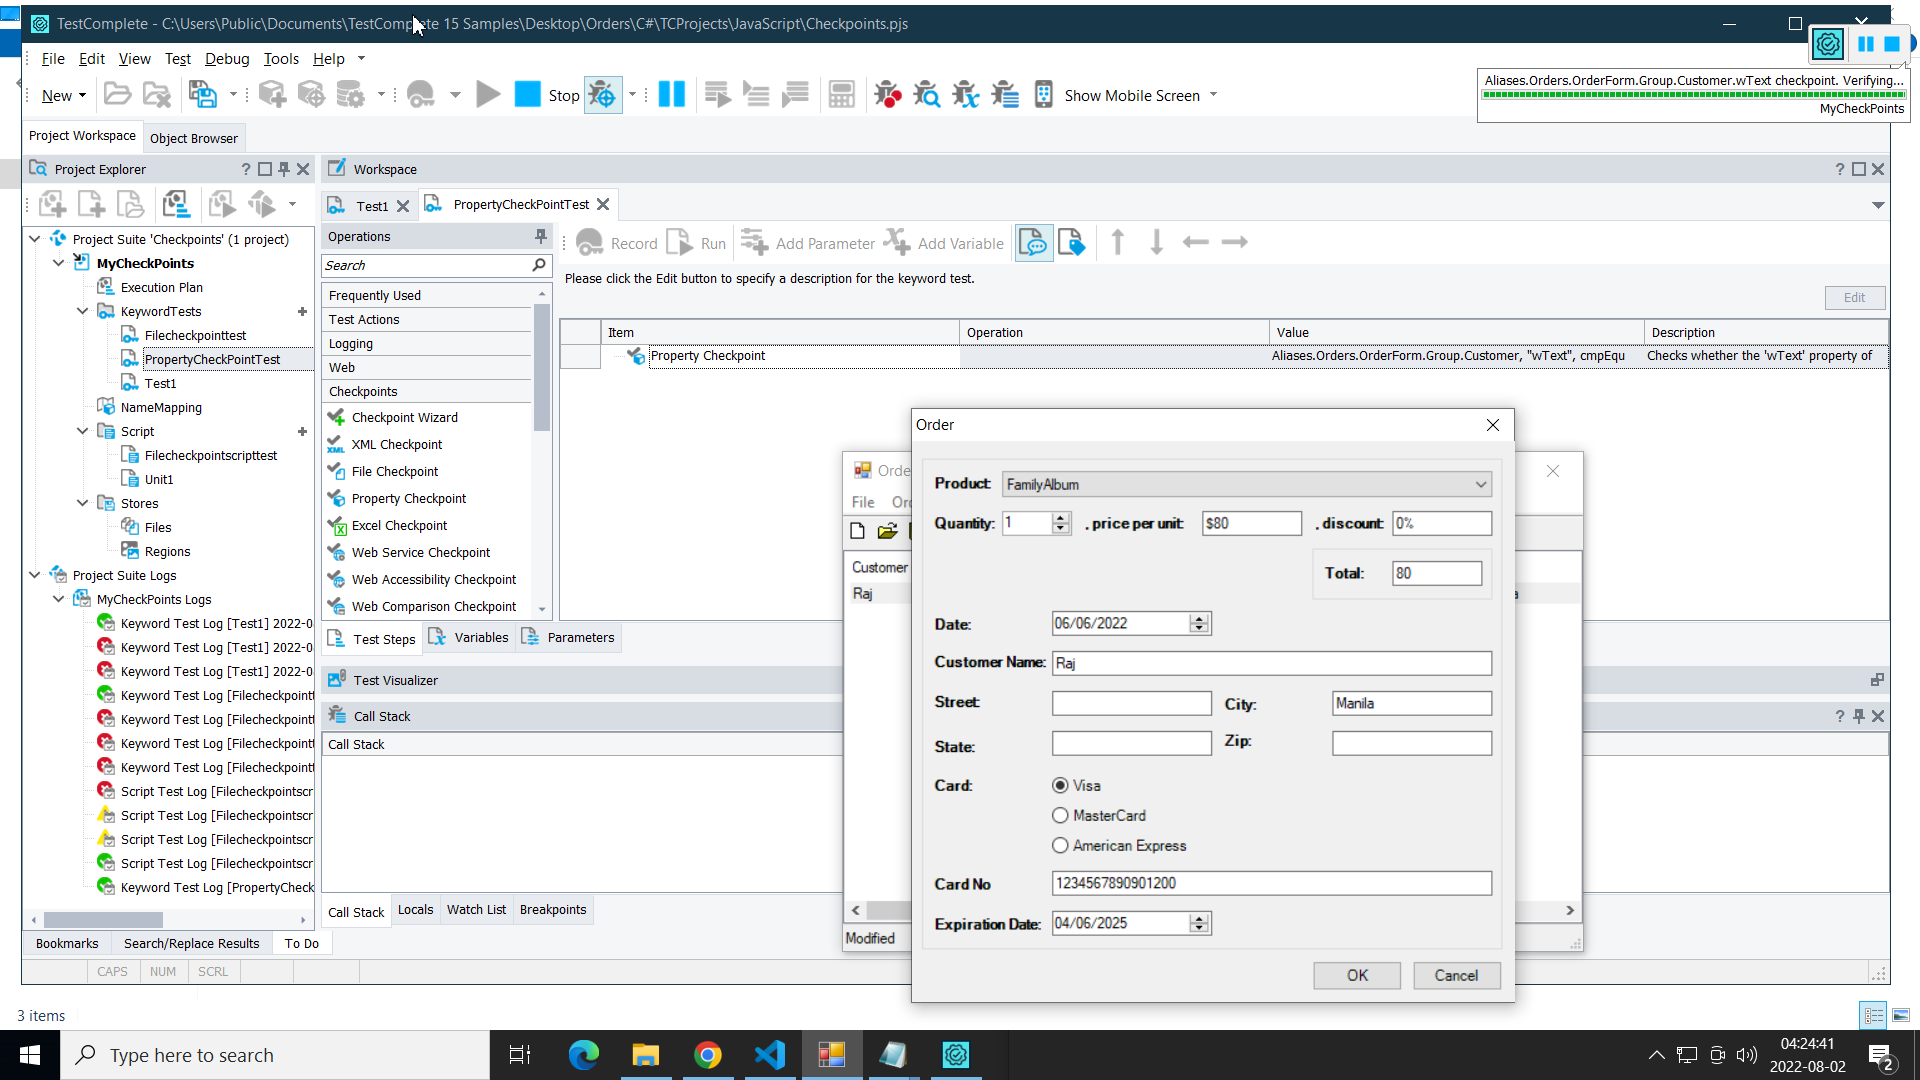 TestComplete - C:\Users\Public\Documents\TestComplete 15 Samples\Desktop\Orders\C#\TCProjects\JavaScript\Checkpoints.pjs
File Edit View Test Debug Tools Help
New Stop Show Mobile Screen
Aliases.Orders.OrderForm.Group.Customer.wText checkpoint. Verifying...
MyCheckPoints
Project Workspace Object Browser
Project Explorer ?
Workspace ?
Test1 PropertyCheckPointTest
Project Suite 'Checkpoints' (1 project)
MyCheckPoints
Execution Plan
KeywordTests +
Filecheckpointtest
PropertyCheckPointTest
Test1
NameMapping
Script +
Filecheckpointscripttest
Unit1
Stores
Files
Regions
Project Suite Logs
MyCheckPoints Logs
Keyword Test Log [Test1] 2022-0
Keyword Test Log [Test1] 2022-0
Keyword Test Log [Test1] 2022-0
Keyword Test Log [Filecheckpointt
Keyword Test Log [Filecheckpointt
Keyword Test Log [Filecheckpointt
Keyword Test Log [Filecheckpointt
Script Test Log [Filecheckpointscr
Script Test Log [Filecheckpointscr
Script Test Log [Filecheckpointscr
Script Test Log [Filecheckpointscr
Keyword Test Log [PropertyCheck
Bookmarks Search/Replace Results To Do
CAPS NUM SCRL
Operations
Search
Frequently Used
Test Actions
Logging
Web
Checkpoints
Checkpoint Wizard
XML Checkpoint
File Checkpoint
Property Checkpoint
Excel Checkpoint
Web Service Checkpoint
Web Accessibility Checkpoint
Web Comparison Checkpoint
Record Run Add Parameter Add Variable
Please click the Edit button to specify a description for the keyword test.
Edit
Item Operation Value Description
Property Checkpoint Aliases.Orders.OrderForm.Group.Customer, "wText", cmpEqu Checks whether the 'wText' property of
Test Steps Variables Parameters
Test Visualizer
Call Stack ?
Call Stack
Call Stack Locals Watch List Breakpoints
Orde
File Or
Customer
Raj a
Modified
Order
Product: FamilyAlbum
Quantity: 1 , price per unit: $80 , discount: 0%
Total: 80
Date: 06/06/2022
Customer Name: Raj
Street: City: Manila
State: Zip:
Card: Visa
MasterCard
American Express
Card No 1234567890901200
Expiration Date: 04/06/2025
OK Cancel
3 items
Type here to search
04:24:41
2022-08-02
2